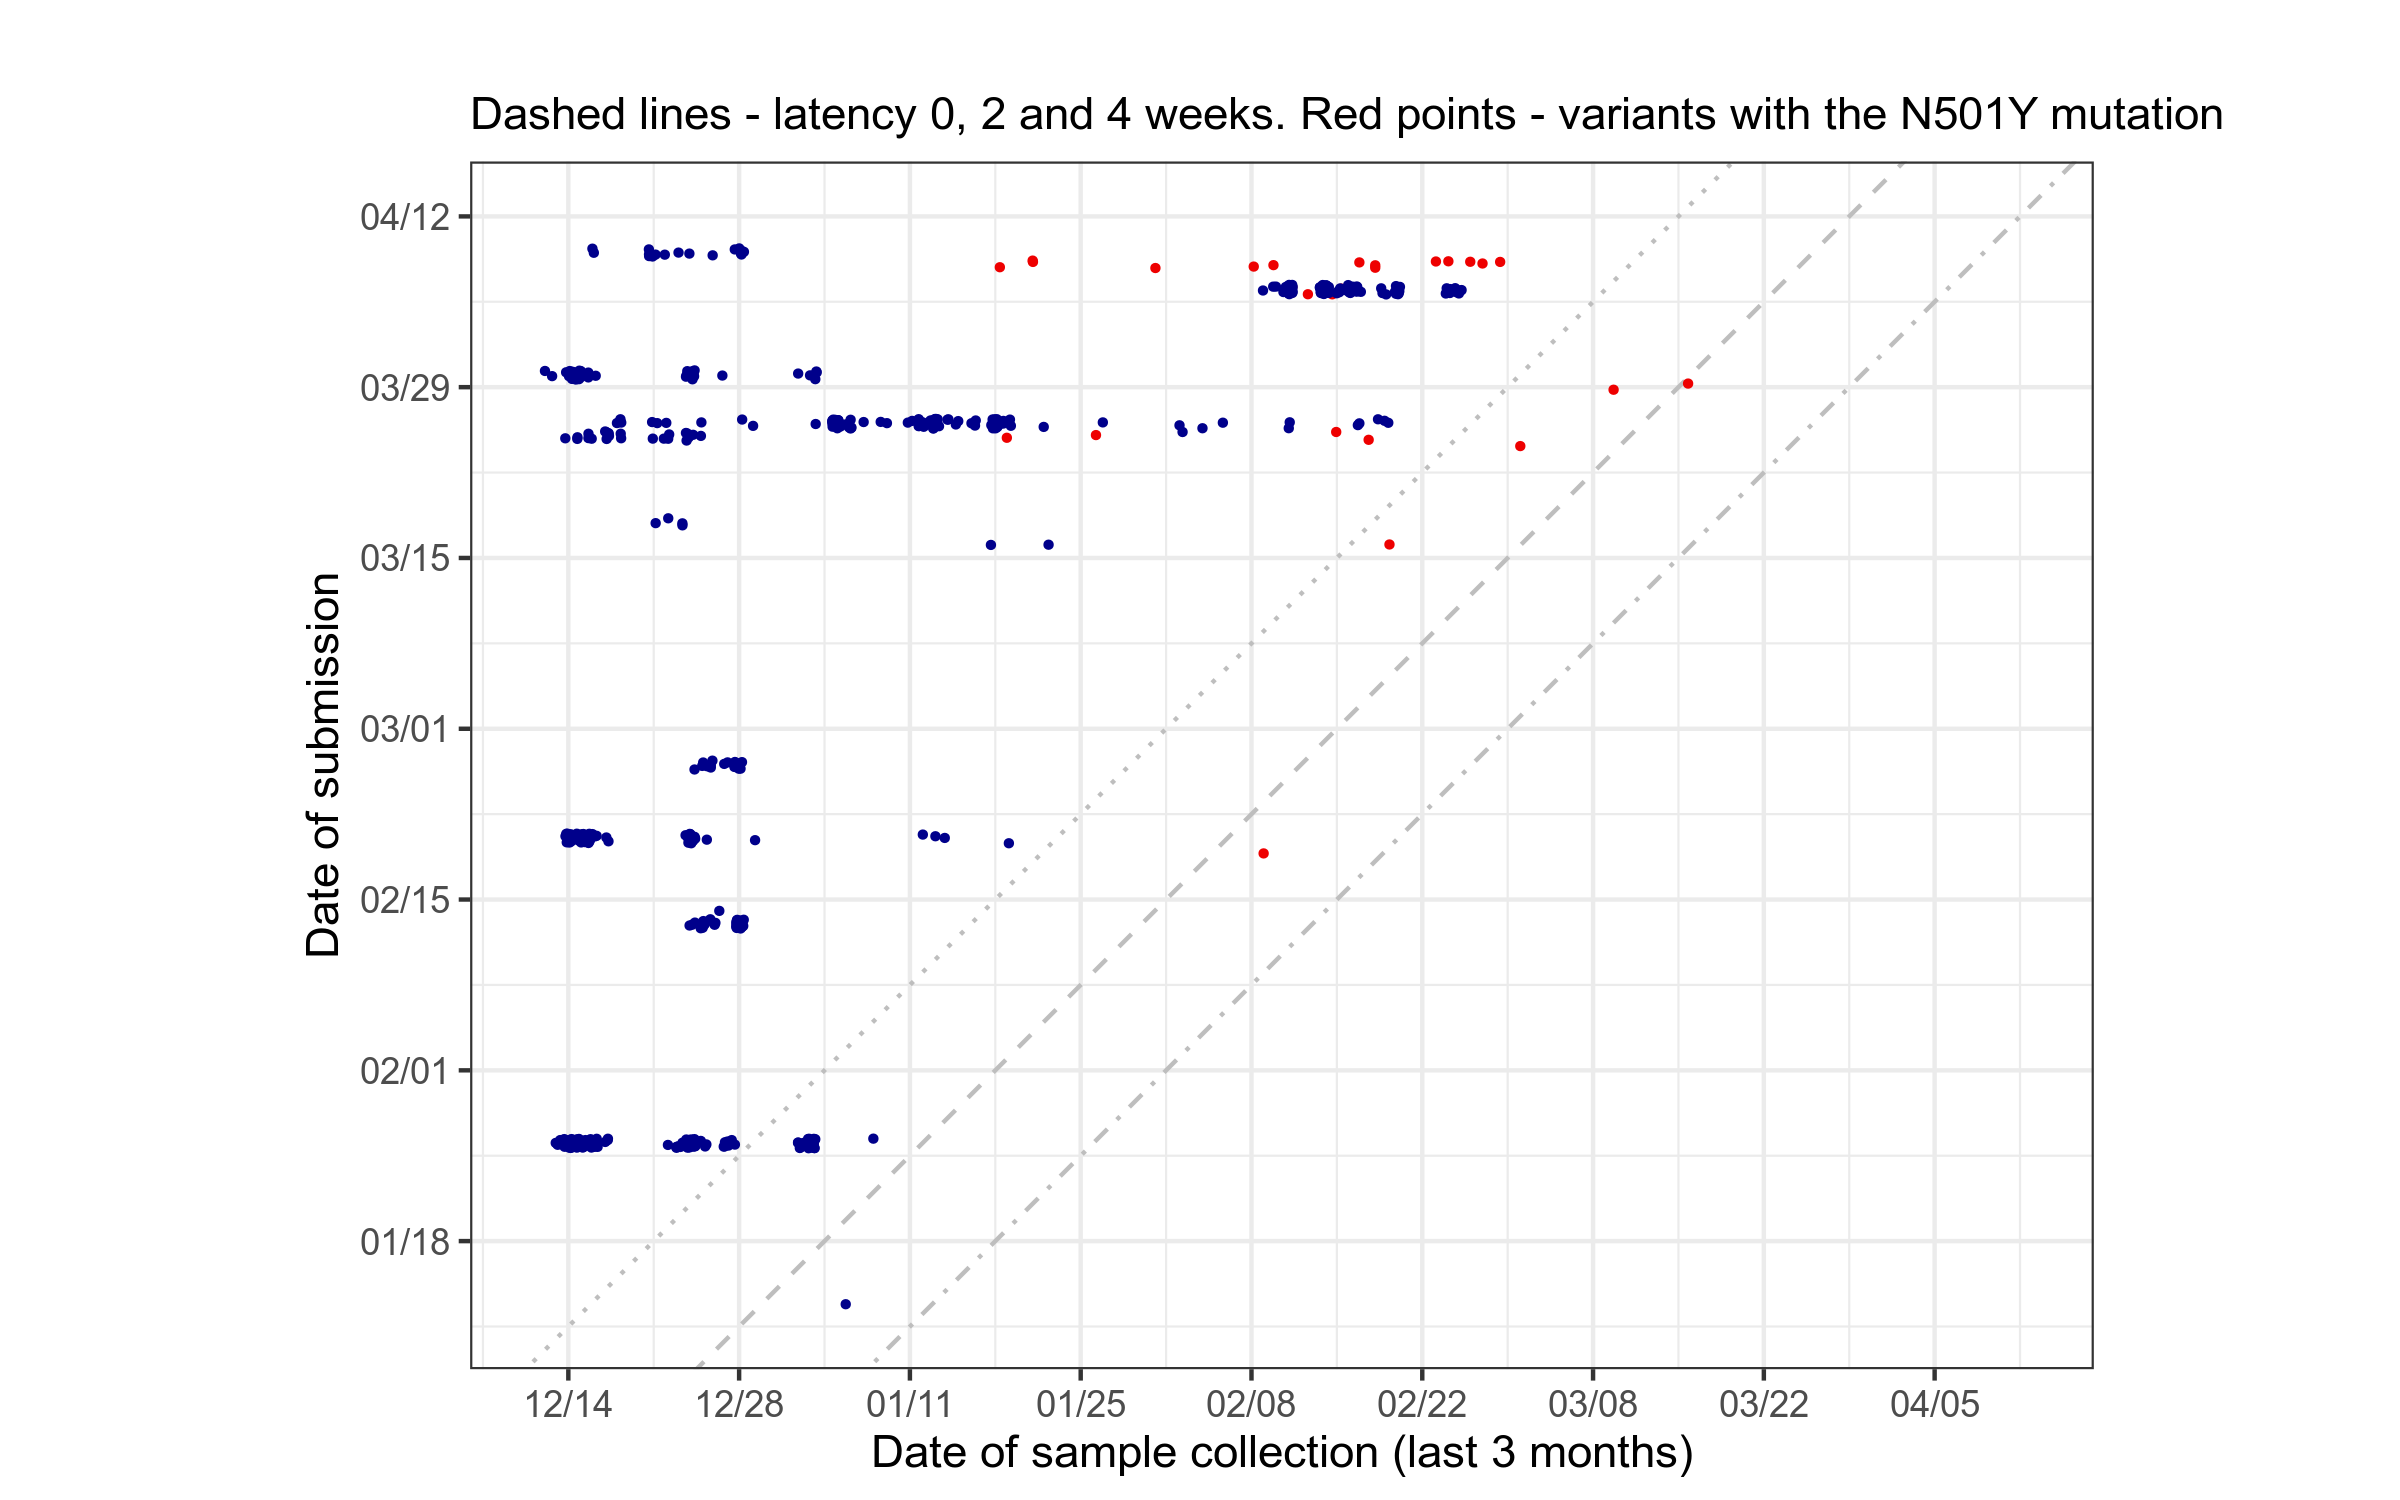 Dashed lines - latency 0, 2 and 4 weeks. Red points - variants with the N501Y mutation
04/12
03/29
03/15
03/01
02/15
02/01
01/18
Date of submission
12/14 12/28 01/11 01/25 02/08 02/22 03/08 03/22 04/05
Date of sample collection (last 3 months)